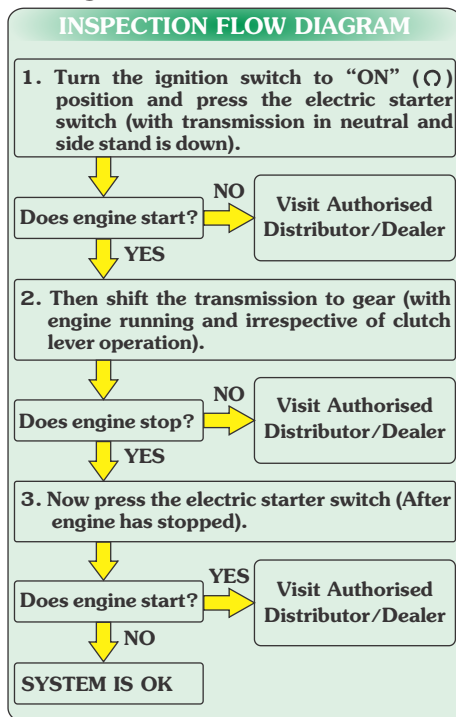 INSPECTION FLOW DIAGRAM
1. Turn the ignition switch to “ON” (ᘯ)
position and press the electric starter
switch (with transmission in neutral and
side stand is down).
NO
Does engine start?
Visit Authorised
Distributor/Dealer
YES
2. Then shift the transmission to gear (with
engine running and irrespective of clutch
lever operation).
NO
Does engine stop?
Visit Authorised
Distributor/Dealer
YES
3. Now press the electric starter switch (After
engine has stopped).
YES
Does engine start?
Visit Authorised
Distributor/Dealer
NO
SYSTEM IS OK